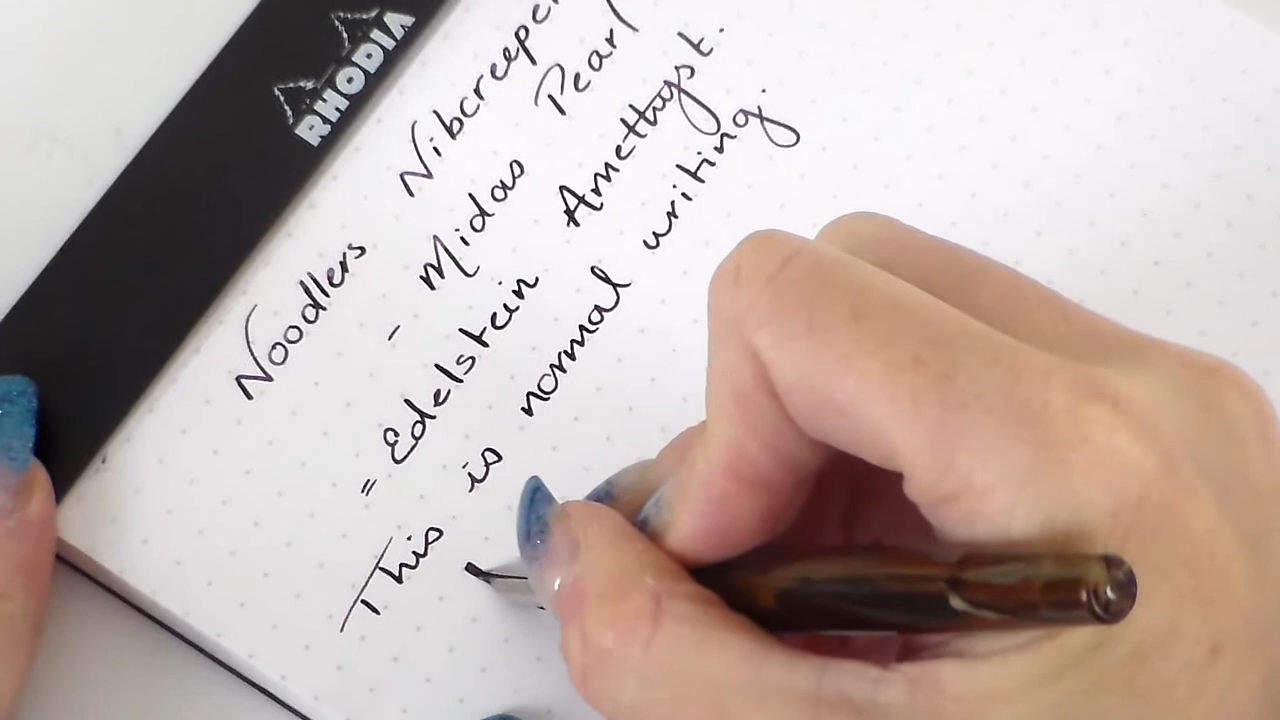 RHODIA
Noodlers Nibcreeper
- Midas Pearl
= Edelstein Amethyst.
This is normal writing.